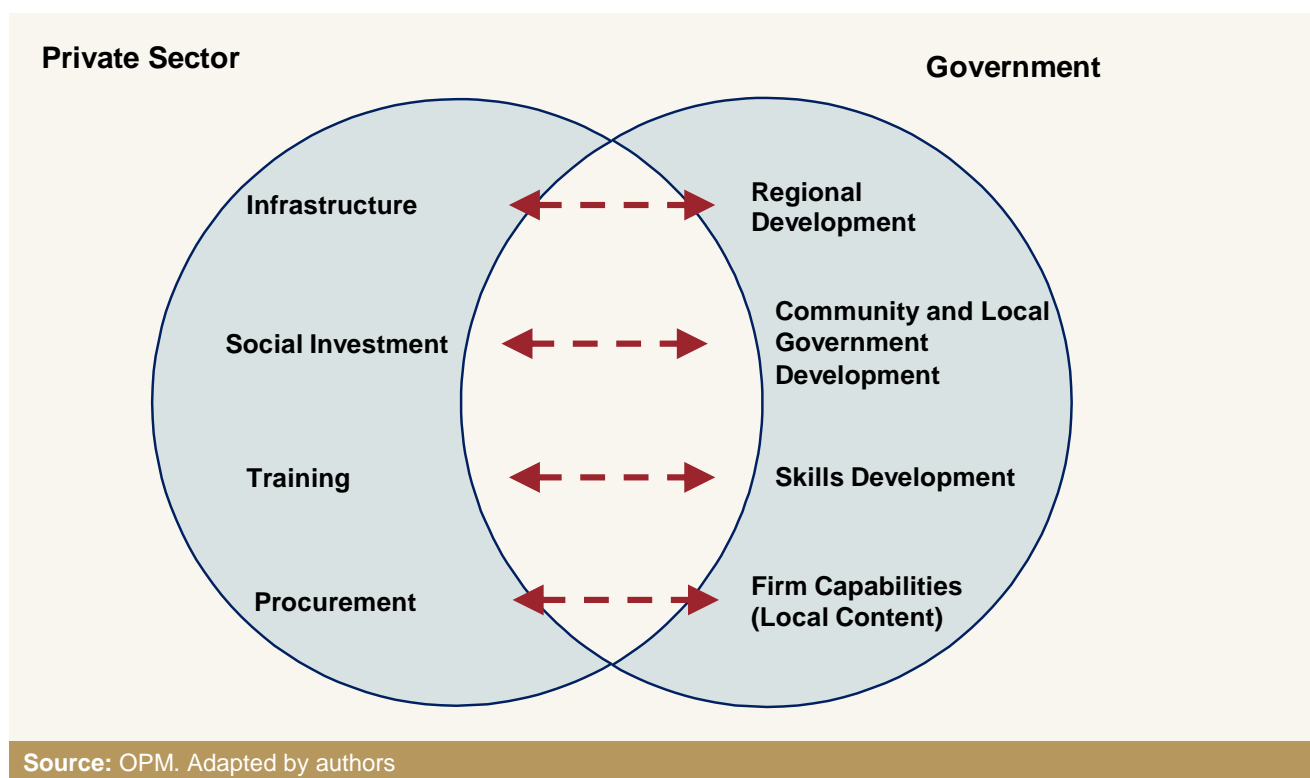 Private Sector
Government
Infrastructure
Regional
Development
Social Investment
Community and Local
Government
Development
Training
Skills Development
Procurement
Firm Capabilities
(Local Content)
Source: OPM. Adapted by authors